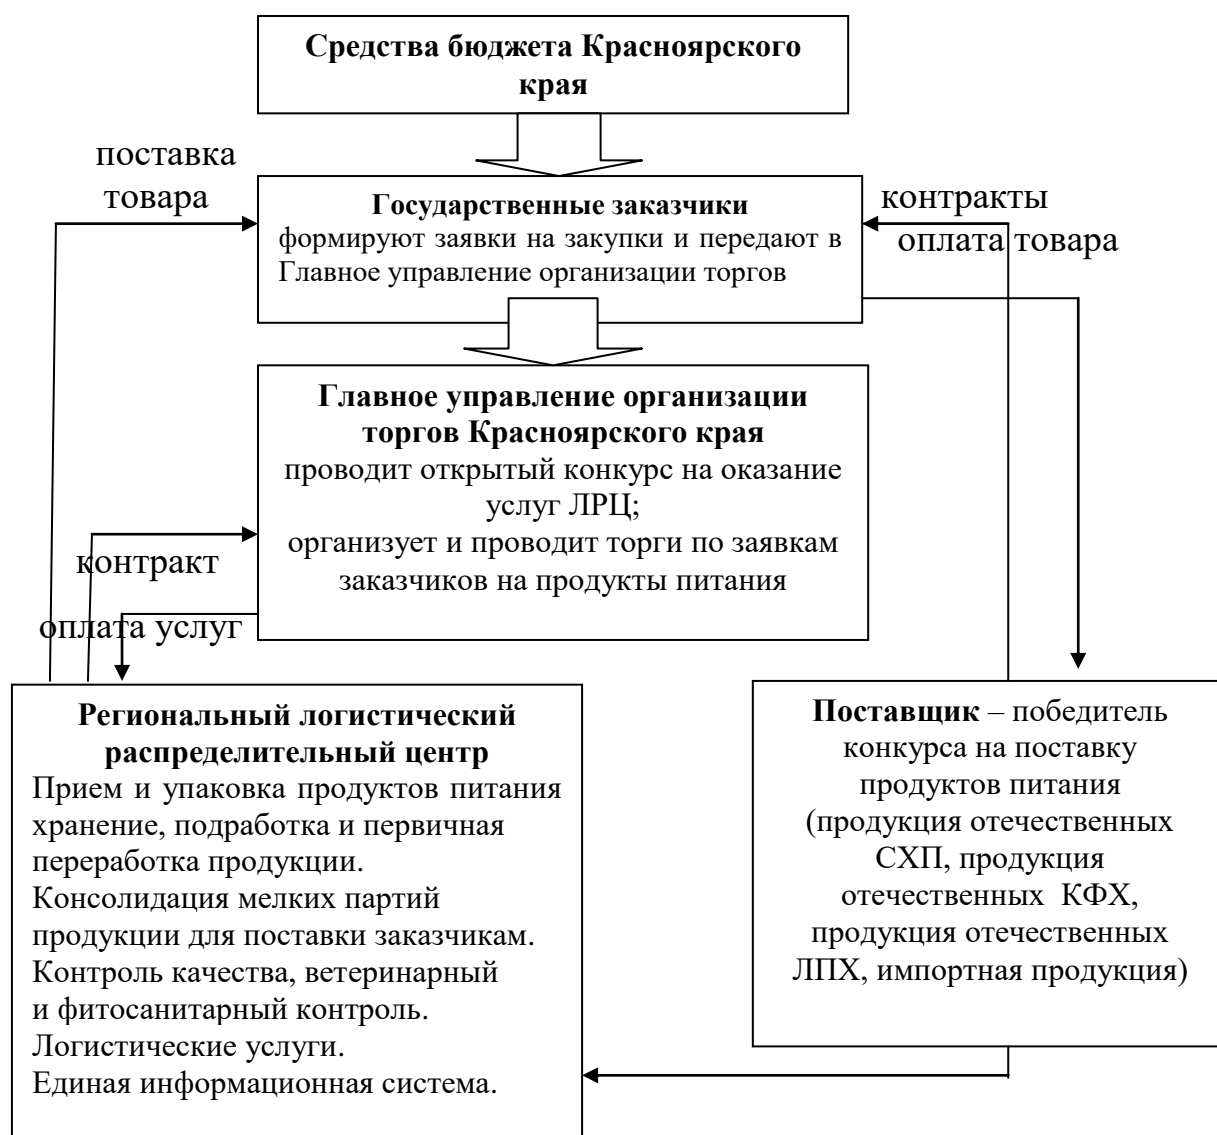 Средства бюджета Красноярского
края
поставка
товара
Государственные заказчики
формируют заявки на закупки и передают в
Главное управление организации торгов
контракты
оплата товара
Главное управление организации
торгов Красноярского края
проводит открытый конкурс на оказание
услуг ЛРЦ;
организует и проводит торги по заявкам
заказчиков на продукты питания
контракт
оплата услуг
Региональный логистический
распределительный центр
Прием и упаковка продуктов питания
хранение, подработка и первичная
переработка продукции.
Консолидация мелких партий
продукции для поставки заказчикам.
Контроль качества, ветеринарный
и фитосанитарный контроль.
Логистические услуги.
Единая информационная система.
Поставщик – победитель
конкурса на поставку
продуктов питания
(продукция отечественных
СХП, продукция
отечественных КФХ,
продукция отечественных
ЛПХ, импортная продукция)